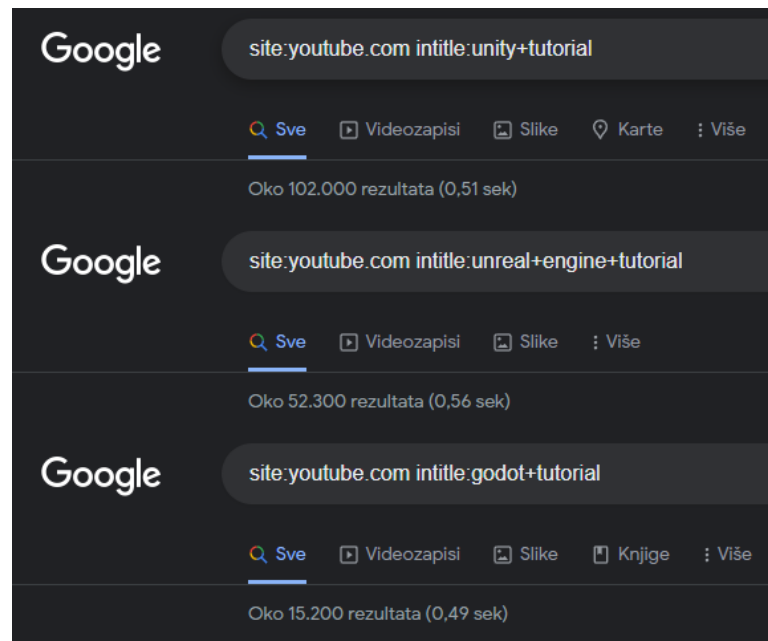 Google site:youtube.com intitle:unity+tutorial
Sve Videozapisi Slike Karte Više
Oko 102.000 rezultata (0,51 sek)
Google site:youtube.com intitle:unreal+engine+tutorial
Sve Videozapisi Slike Više
Oko 52.300 rezultata (0,56 sek)
Google site:youtube.com intitle:godot+tutorial
Sve Videozapisi Slike Knjige Više
Oko 15.200 rezultata (0,49 sek)